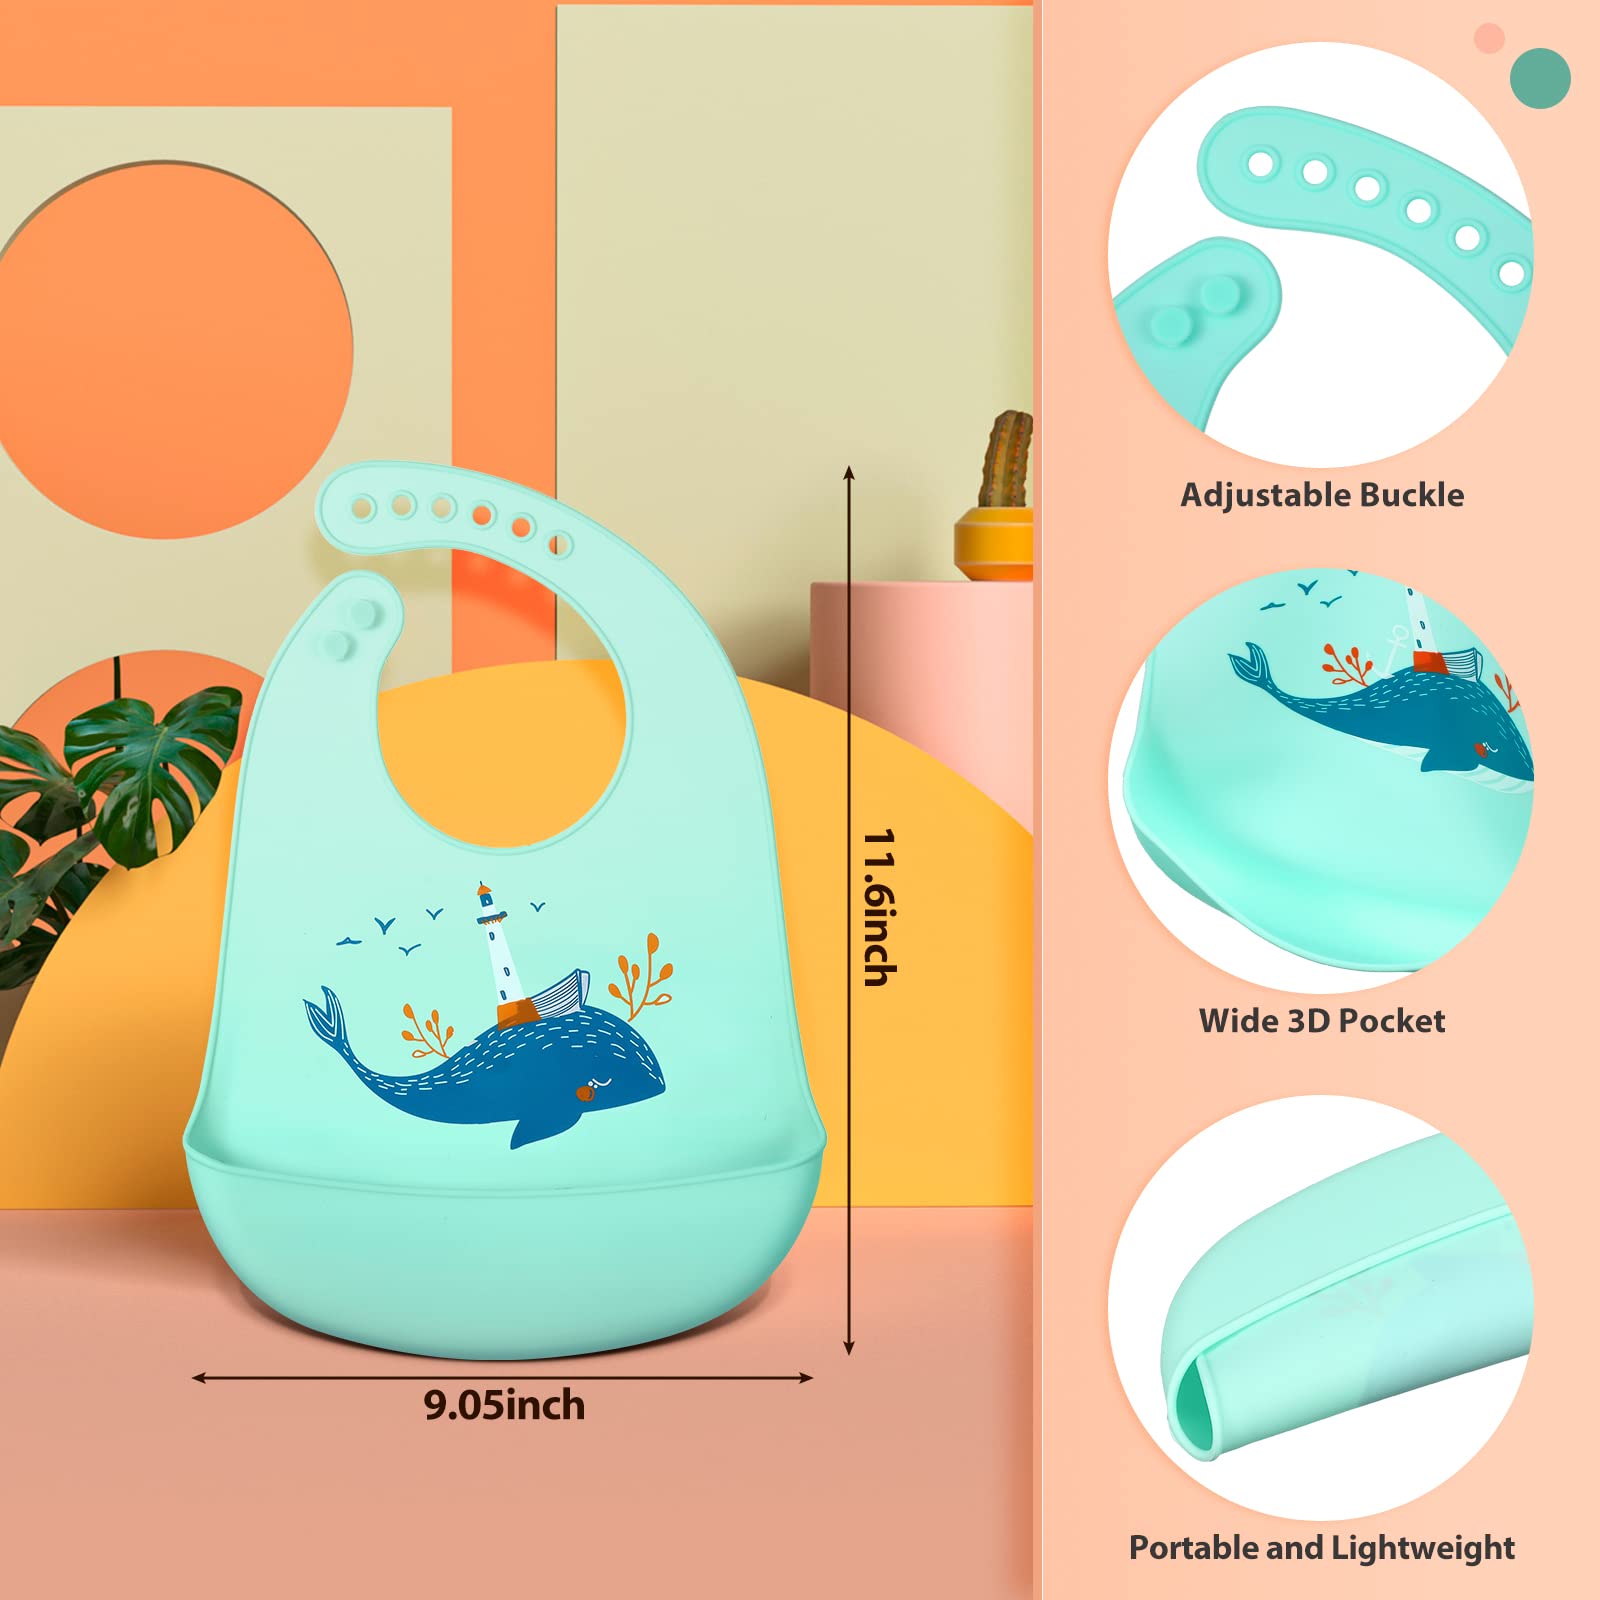 11.6inch
9.05inch
Adjustable Buckle
Wide 3D Pocket
Portable and Lightweight